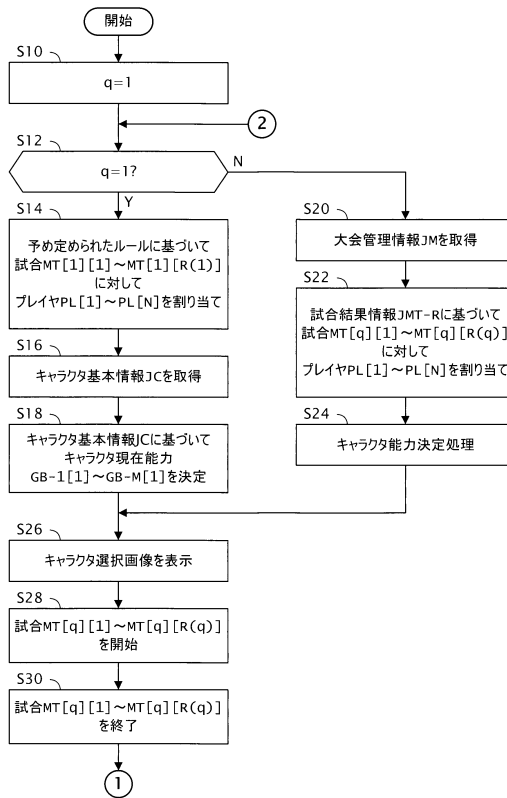 開始
S10
q=1
2
S12
q=1?
N
Y
S14
予め定められたルールに基づいて
試合MT[1][1]~MT[1][R(1)]
に対して
プレイヤPL[1]~PL[N]を割り当て
S16
キャラクタ基本情報JCを取得
S18
キャラクタ基本情報JCに基づいて
キャラクタ現在能力
GB-1[1]~GB-M[1]を決定
S20
大会管理情報JMを取得
S22
試合結果情報JMT-Rに基づいて
試合MT[q][1]~MT[q][R(q)]
に対して
プレイヤPL[1]~PL[N]を割り当て
S24
キャラクタ能力決定処理
S26
キャラクタ選択画像を表示
S28
試合MT[q][1]~MT[q][R(q)]
を開始
S30
試合MT[q][1]~MT[q][R(q)]
を終了
1